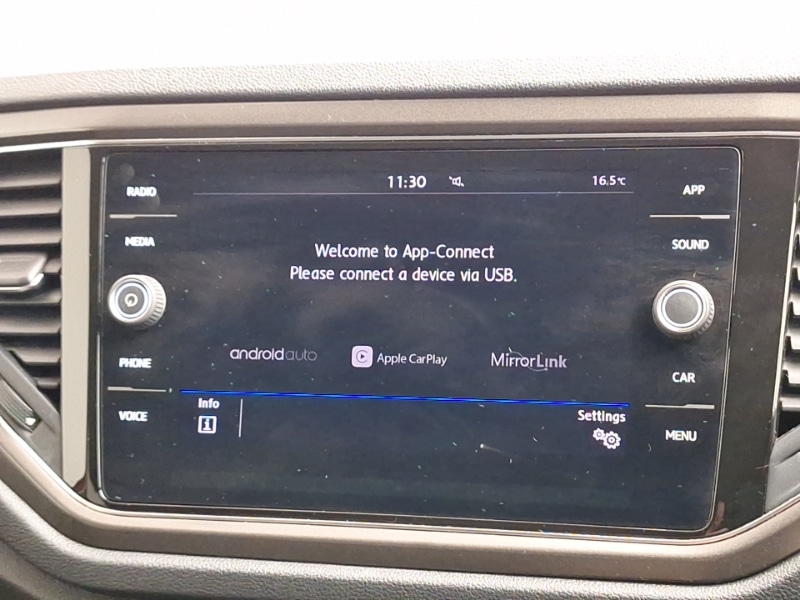 11:30
16.5°C
RADIO
APP
MEDIA
SOUND
Welcome to App-Connect
Please connect a device via USB.
androidauto
Apple CarPlay
MirrorLink
PHONE
CAR
VOICE
Info
Settings
MENU